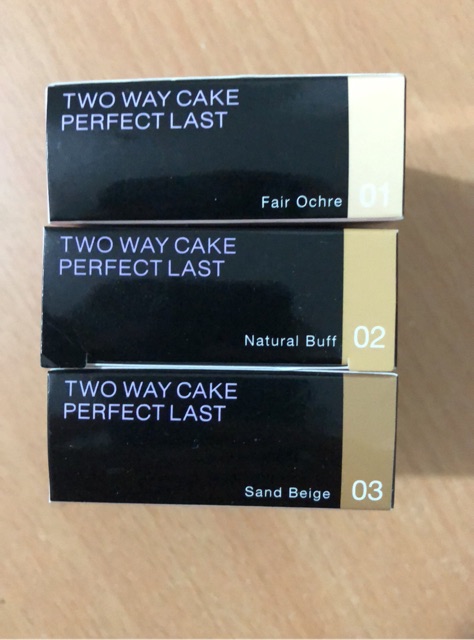 TWO WAY CAKE
PERFECT LAST
Fair Ochre 01
TWO WAY CAKE
PERFECT LAST
Natural Buff 02
TWO WAY CAKE
PERFECT LAST
Sand Beige 03